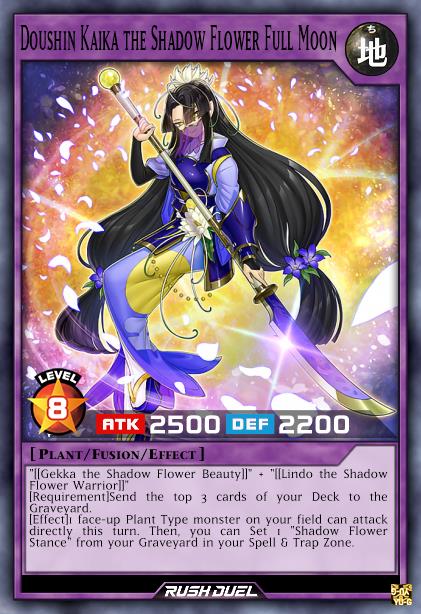 Doushin Kaika the Shadow Flower Full Moon
ち
地
LEVEL
8
ATK 2500 DEF 2200
[ Plant/Fusion/Effect ]
"[[Gekka the Shadow Flower Beauty]]" + "[[Lindo the Shadow
Flower Warrior]]"
[Requirement]Send the top 3 cards of your Deck to the
Graveyard.
[Effect]1 face-up Plant Type monster on your field can attack
directly this turn. Then, you can Set 1 "Shadow Flower
Stance" from your Graveyard in your Spell & Trap Zone.
RUSH DUEL